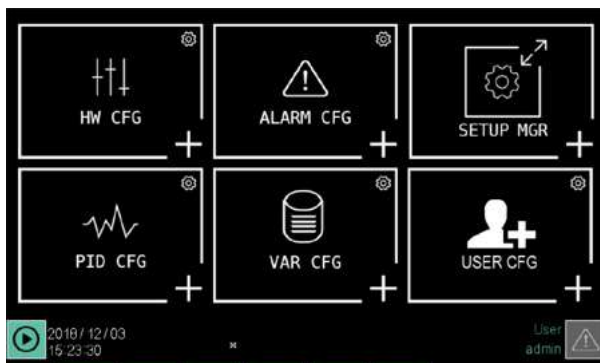 HW CFG
ALARM CFG
SETUP MGR
PID CFG
VAR CFG
USER CFG
2018/12/03
15:23:30
User
admin